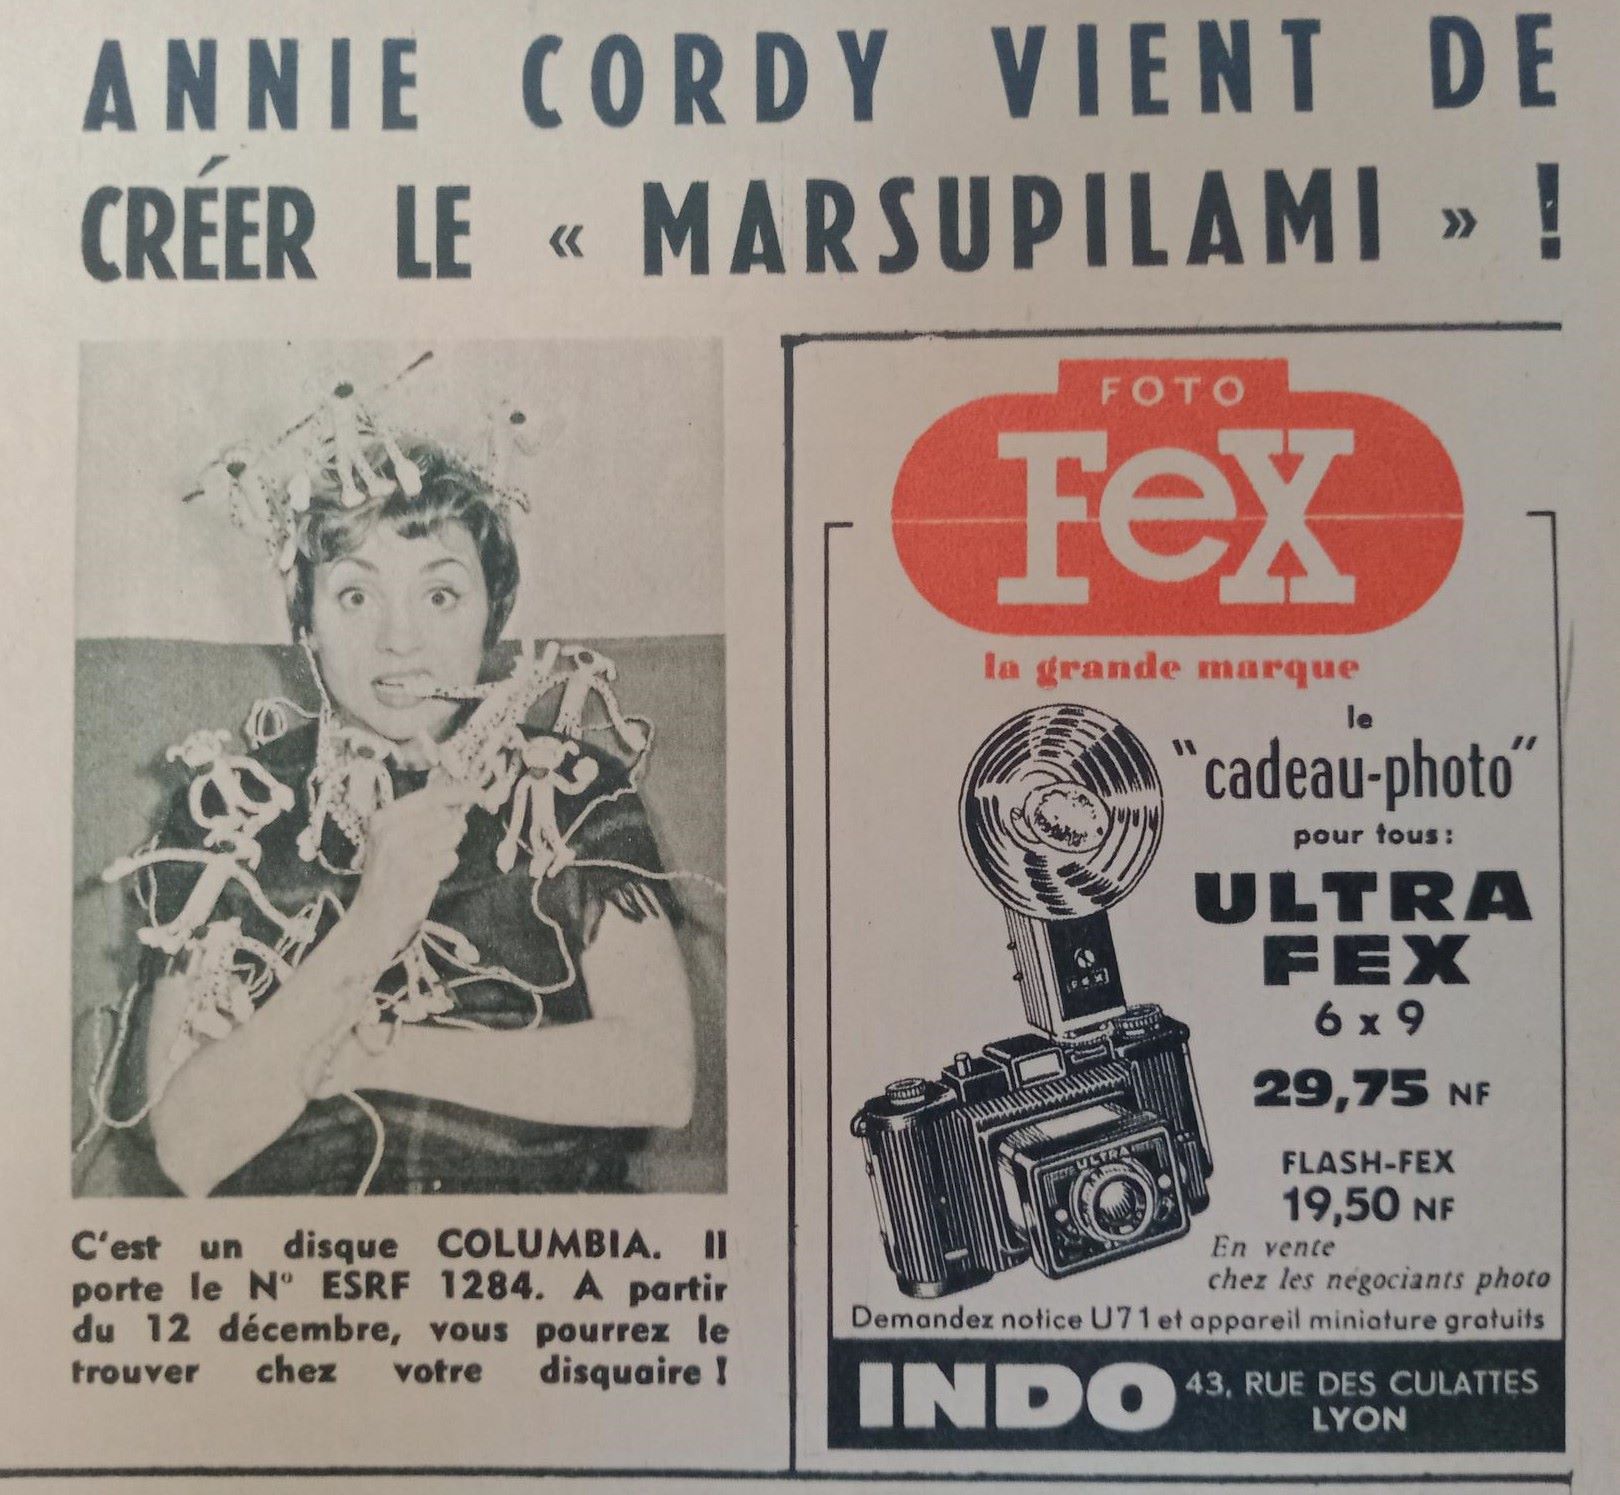 ANNIE CORDY VIENT DE
CRÉER LE « MARSUPILAMI » !
C'est un disque COLUMBIA. Il
porte le N° ESRF 1284. A partir
du 12 décembre, vous pourrez le
trouver chez votre disquaire !
FOTO
FeX
la grande marque
le
"cadeau-photo"
pour tous :
ULTRA
FEX
6 x 9
29,75 NF
FLASH-FEX
19,50 NF
En vente
chez les négociants photo
FEX
ULTRA
Demandez notice U71 et appareil miniature gratuits
INDO 43, RUE DES CULATTES
LYON